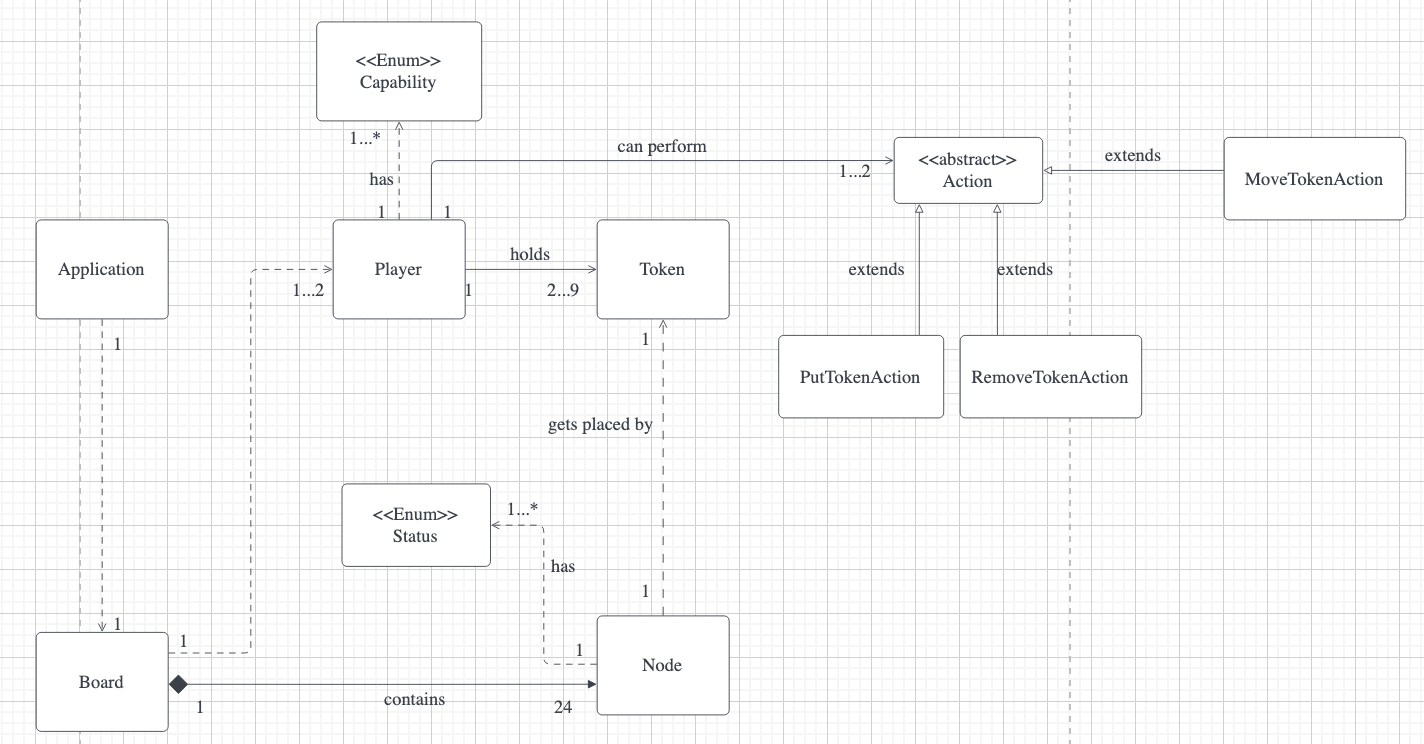 <<Enum>>
Capability
1...*
has
1
1
can perform
1...2
<<abstract>>
Action
extends
MoveTokenAction
Application
1...2
Player
holds
1
2...9
Token
extends
extends
1
1
PutTokenAction
RemoveTokenAction
gets placed by
<<Enum>>
Status
1...*
has
1
1
1
1
Board
1
contains
24
Node